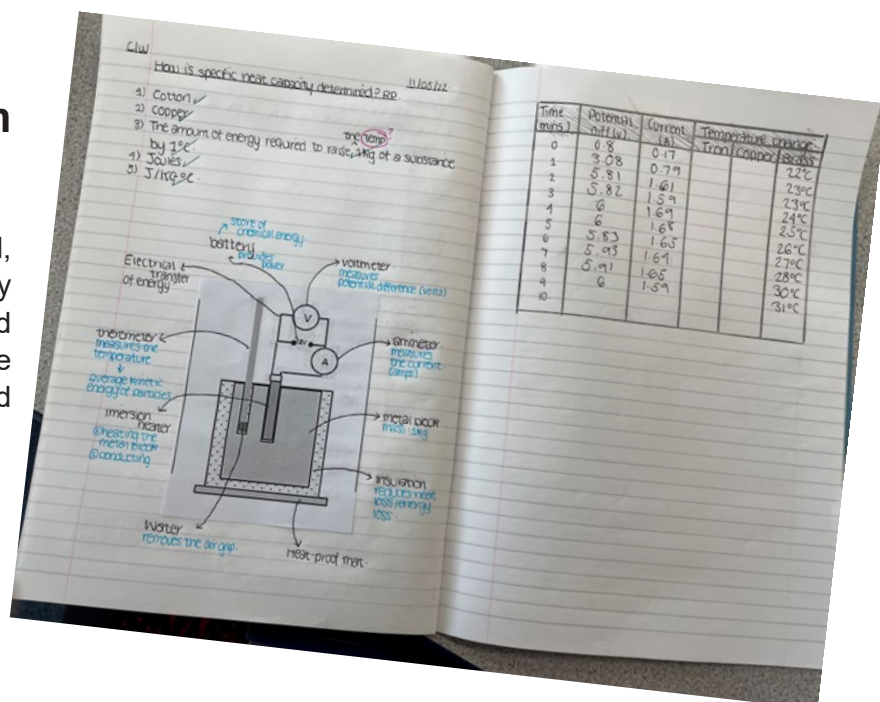 n
l,
y
d
e
d
C/W
How is specific heat capacity determined? RP
11/05/22
1) Cotton
2) Copper
3) The amount of energy required to raise 1kg of a substance
the temp
by 1°c
4) Joules
5) J/kg°c
store of
chemical energy
battery
provides
power
Electrical
transfer
of energy
voltmeter
measures
potential difference (volts)
V
A
thermometer
measures the
temperature
average kinetic
energy of particles
ammeter
measures
the current
(amps)
imersion
heater
①heating the
metal block
②conducting
metal block
mass 1kg
insulation
reduces heat
loss/energy
loss
Water
removes the air gap.
Heat proof mat.
Time (mins) Potential Diff (v) Current (A) Temperature change
Iron Copper Brass
0 0.8 0.17 22°C
1 3.08 0.79 23°C
2 5.81 1.61 23°C
3 5.82 1.59 24°C
4 6 1.69 25°C
5 6 1.65 26°C
6 5.83 1.65 27°C
7 5.93 1.64 28°C
8 5.91 1.65 30°C
9 6 1.59 31°C
10